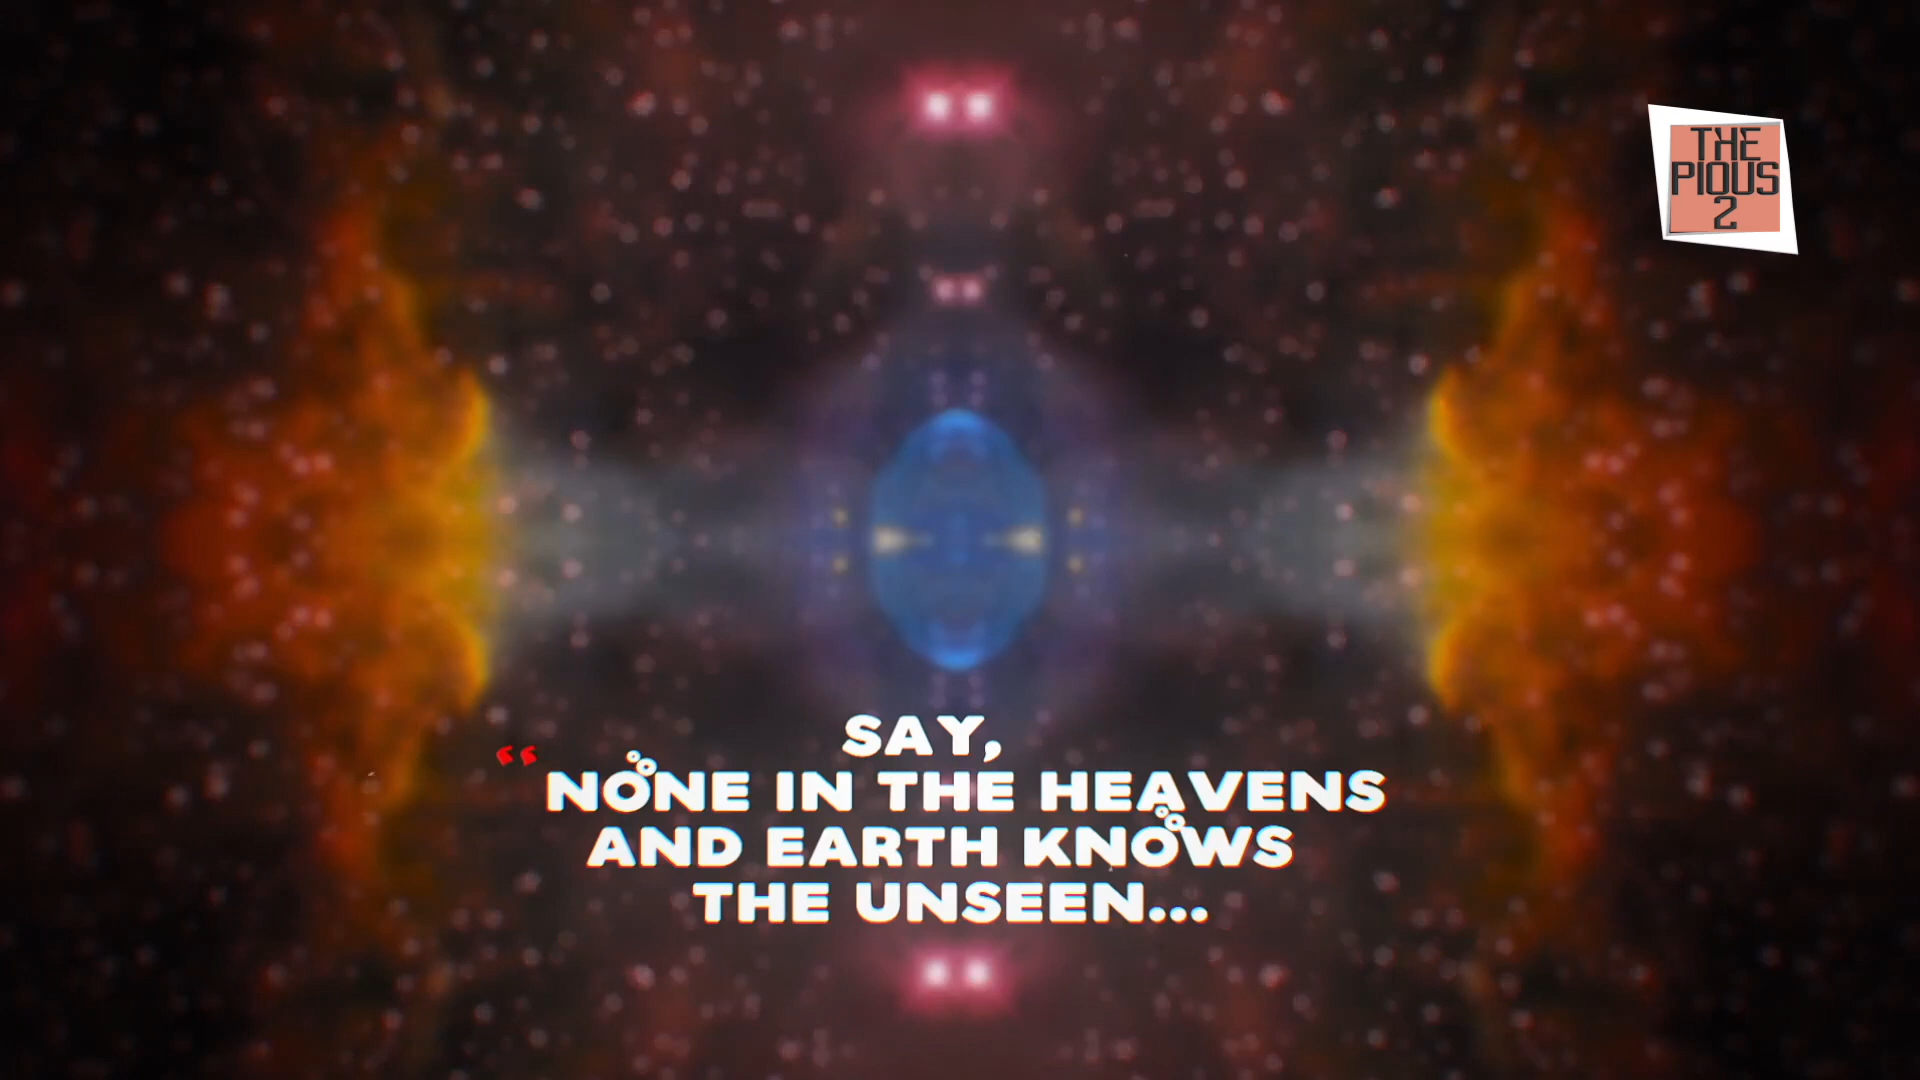 THE
PIOUS
2
SAY,
“NONE IN THE HEAVENS
AND EARTH KNOWS
THE UNSEEN...